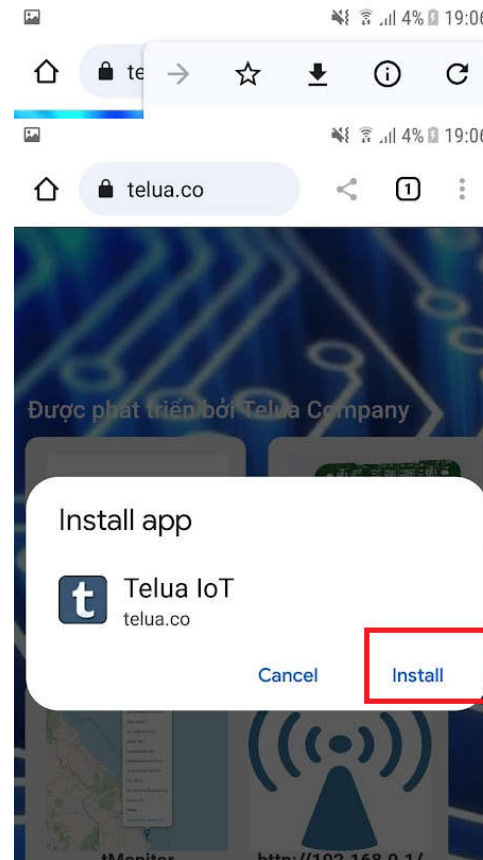 4% 19:06
te
4% 19:06
telua.co
1
Được phát triển bởi Telua Company
Install app
t
Telua IoT
telua.co
Cancel
Install
tMonitor
http://192.168.0.1/